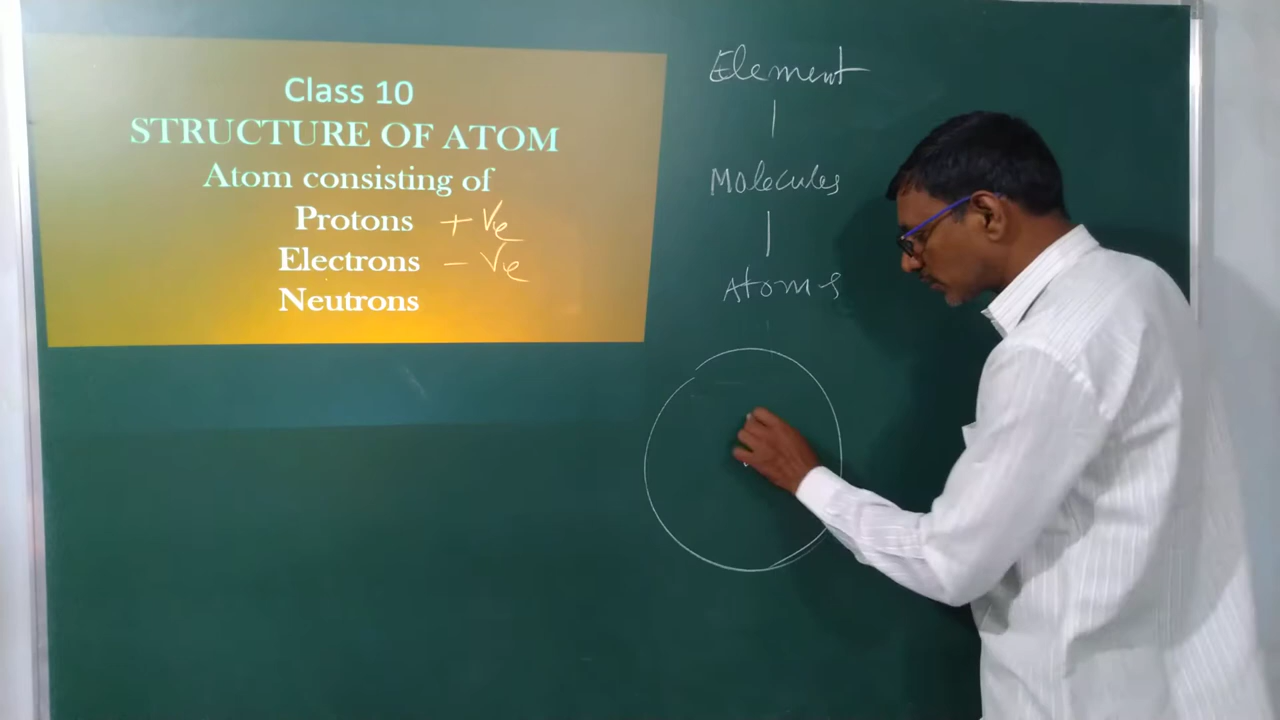 Class 10
STRUCTURE OF ATOM
Atom consisting of
Protons + Ve
Electrons - Ve
Neutrons
Element
Molecules
Atoms